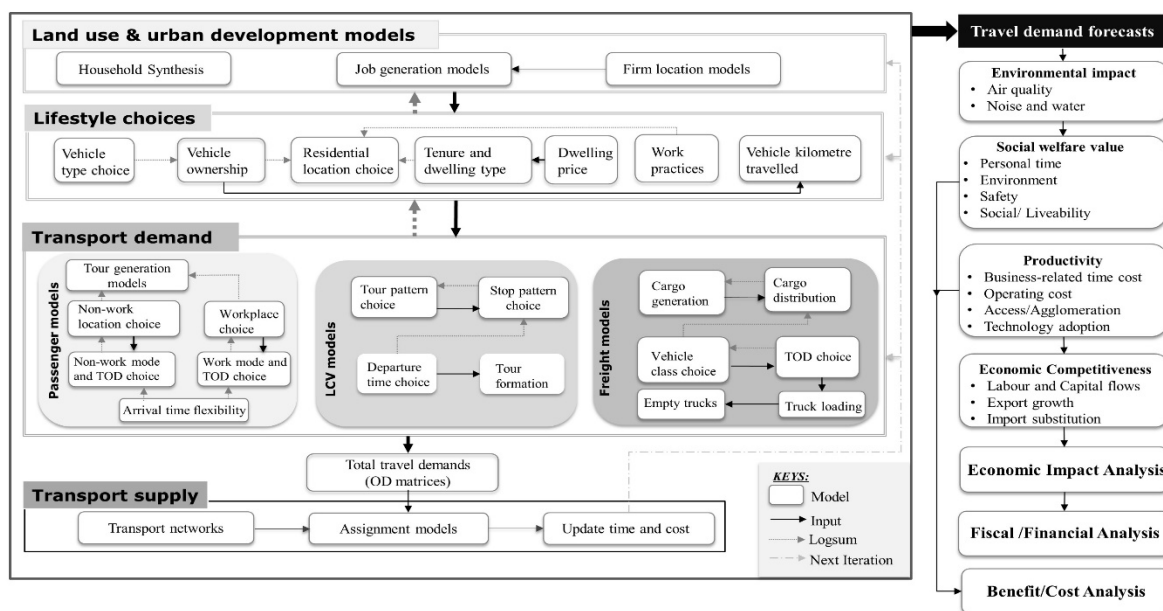 Land use & urban development models
Household Synthesis
Job generation models
Firm location models
Lifestyle choices
Vehicle
type choice
Vehicle
ownership
Residential
location choice
Tenure and
dwelling type
Dwelling
price
Work
practices
Vehicle kilometre
travelled
Transport demand
Passenger models
Tour generation
models
Non-work
location choice
Workplace
choice
Non-work mode
and TOD choice
Work mode and
TOD choice
Arrival time flexibility
LCV models
Tour pattern
choice
Stop pattern
choice
Departure
time choice
Tour
formation
Freight models
Cargo
generation
Cargo
distribution
Vehicle
class choice
TOD choice
Empty trucks
Truck loading
Total travel demands
(OD matrices)
Transport supply
Transport networks
Assignment models
Update time and cost
KEYS:
Model
Input
Logsum
Next Iteration
Travel demand forecasts
Environmental impact
• Air quality
• Noise and water
Social welfare value
• Personal time
• Environment
• Safety
• Social/ Liveability
Productivity
• Business-related time cost
• Operating cost
• Access/Agglomeration
• Technology adoption
Economic Competitiveness
• Labour and Capital flows
• Export growth
• Import substitution
Economic Impact Analysis
Fiscal /Financial Analysis
Benefit/Cost Analysis